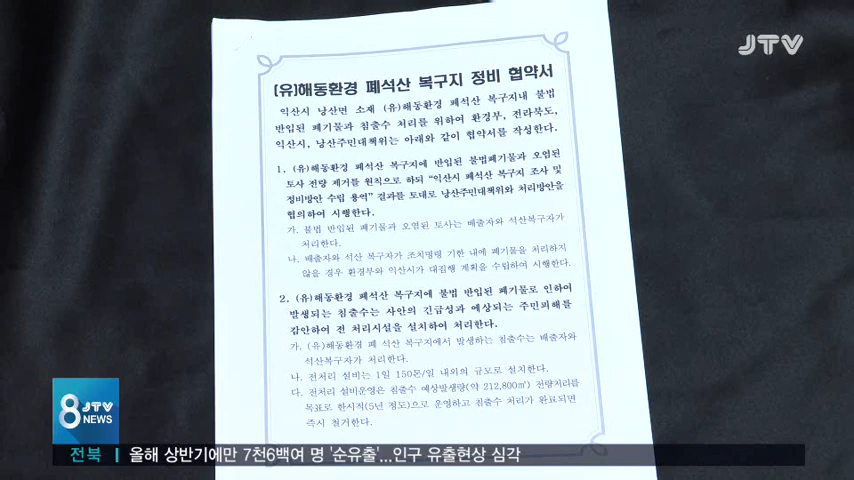 JTV
(유)해동환경 폐석산 복구지 정비 협약서
익산시 낭산면 소재 (유)해동환경 폐석산 복구지내 불법
반입된 폐기물과 침출수 처리를 위하여 환경부, 전라북도,
익산시, 낭산주민대책위는 아래와 같이 협약서를 작성한다.
1. (유)해동환경 폐석산 복구지에 반입된 불법폐기물과 오염된
토사 전량 제거를 원칙으로 하되 “익산시 폐석산 복구지 조사 및
정비방안 수립 용역” 결과를 토대로 낭산주민대책위와 처리방안을
협의하여 시행한다.
가. 불법 반입된 폐기물과 오염된 토사는 배출자와 석산복구자가
처리한다.
나. 배출자와 석산 복구자가 조치명령 기한 내에 폐기물을 처리하지
않을 경우 환경부와 익산시가 대집행 계획을 수립하여 시행한다.
2. (유)해동환경 폐석산 복구지에 불법 반입된 폐기물로 인하여
발생되는 침출수는 사안의 긴급성과 예상되는 주민피해를
감안하여 전 처리시설을 설치하여 처리한다.
가. (유)해동환경 폐 석산 복구지에서 발생하는 침출수는 배출자와
석산복구자가 처리한다.
나. 전처리 설비는 1일 150톤/일 내외의 규모로 설치한다.
다. 전처리 설비운영은 침출수 예상발생량(약 212,800㎥) 전량처리를
목표로 한시적(5년 정도)으로 운영하고 침출수 처리가 완료되면
즉시 철거한다.
8 JTV
NEWS
전북 | 올해 상반기에만 7천6백여 명 '순유출'...인구 유출현상 심각